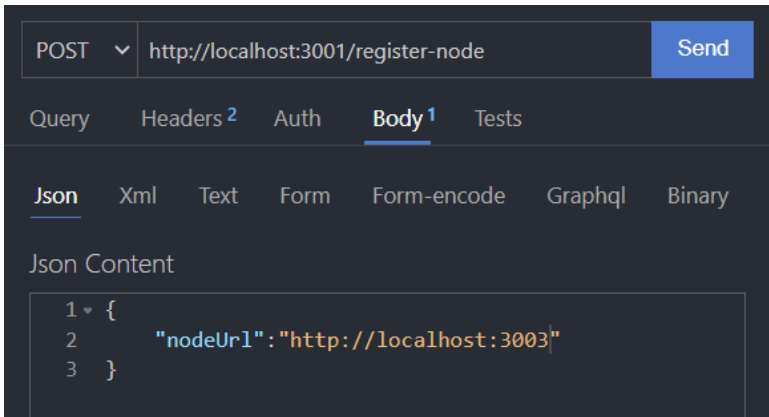 POST http://localhost:3001/register-node Send
Query Headers 2 Auth Body 1 Tests
Json Xml Text Form Form-encode Graphql Binary
Json Content
1 {
2 "nodeUrl":"http://localhost:3003"
3 }